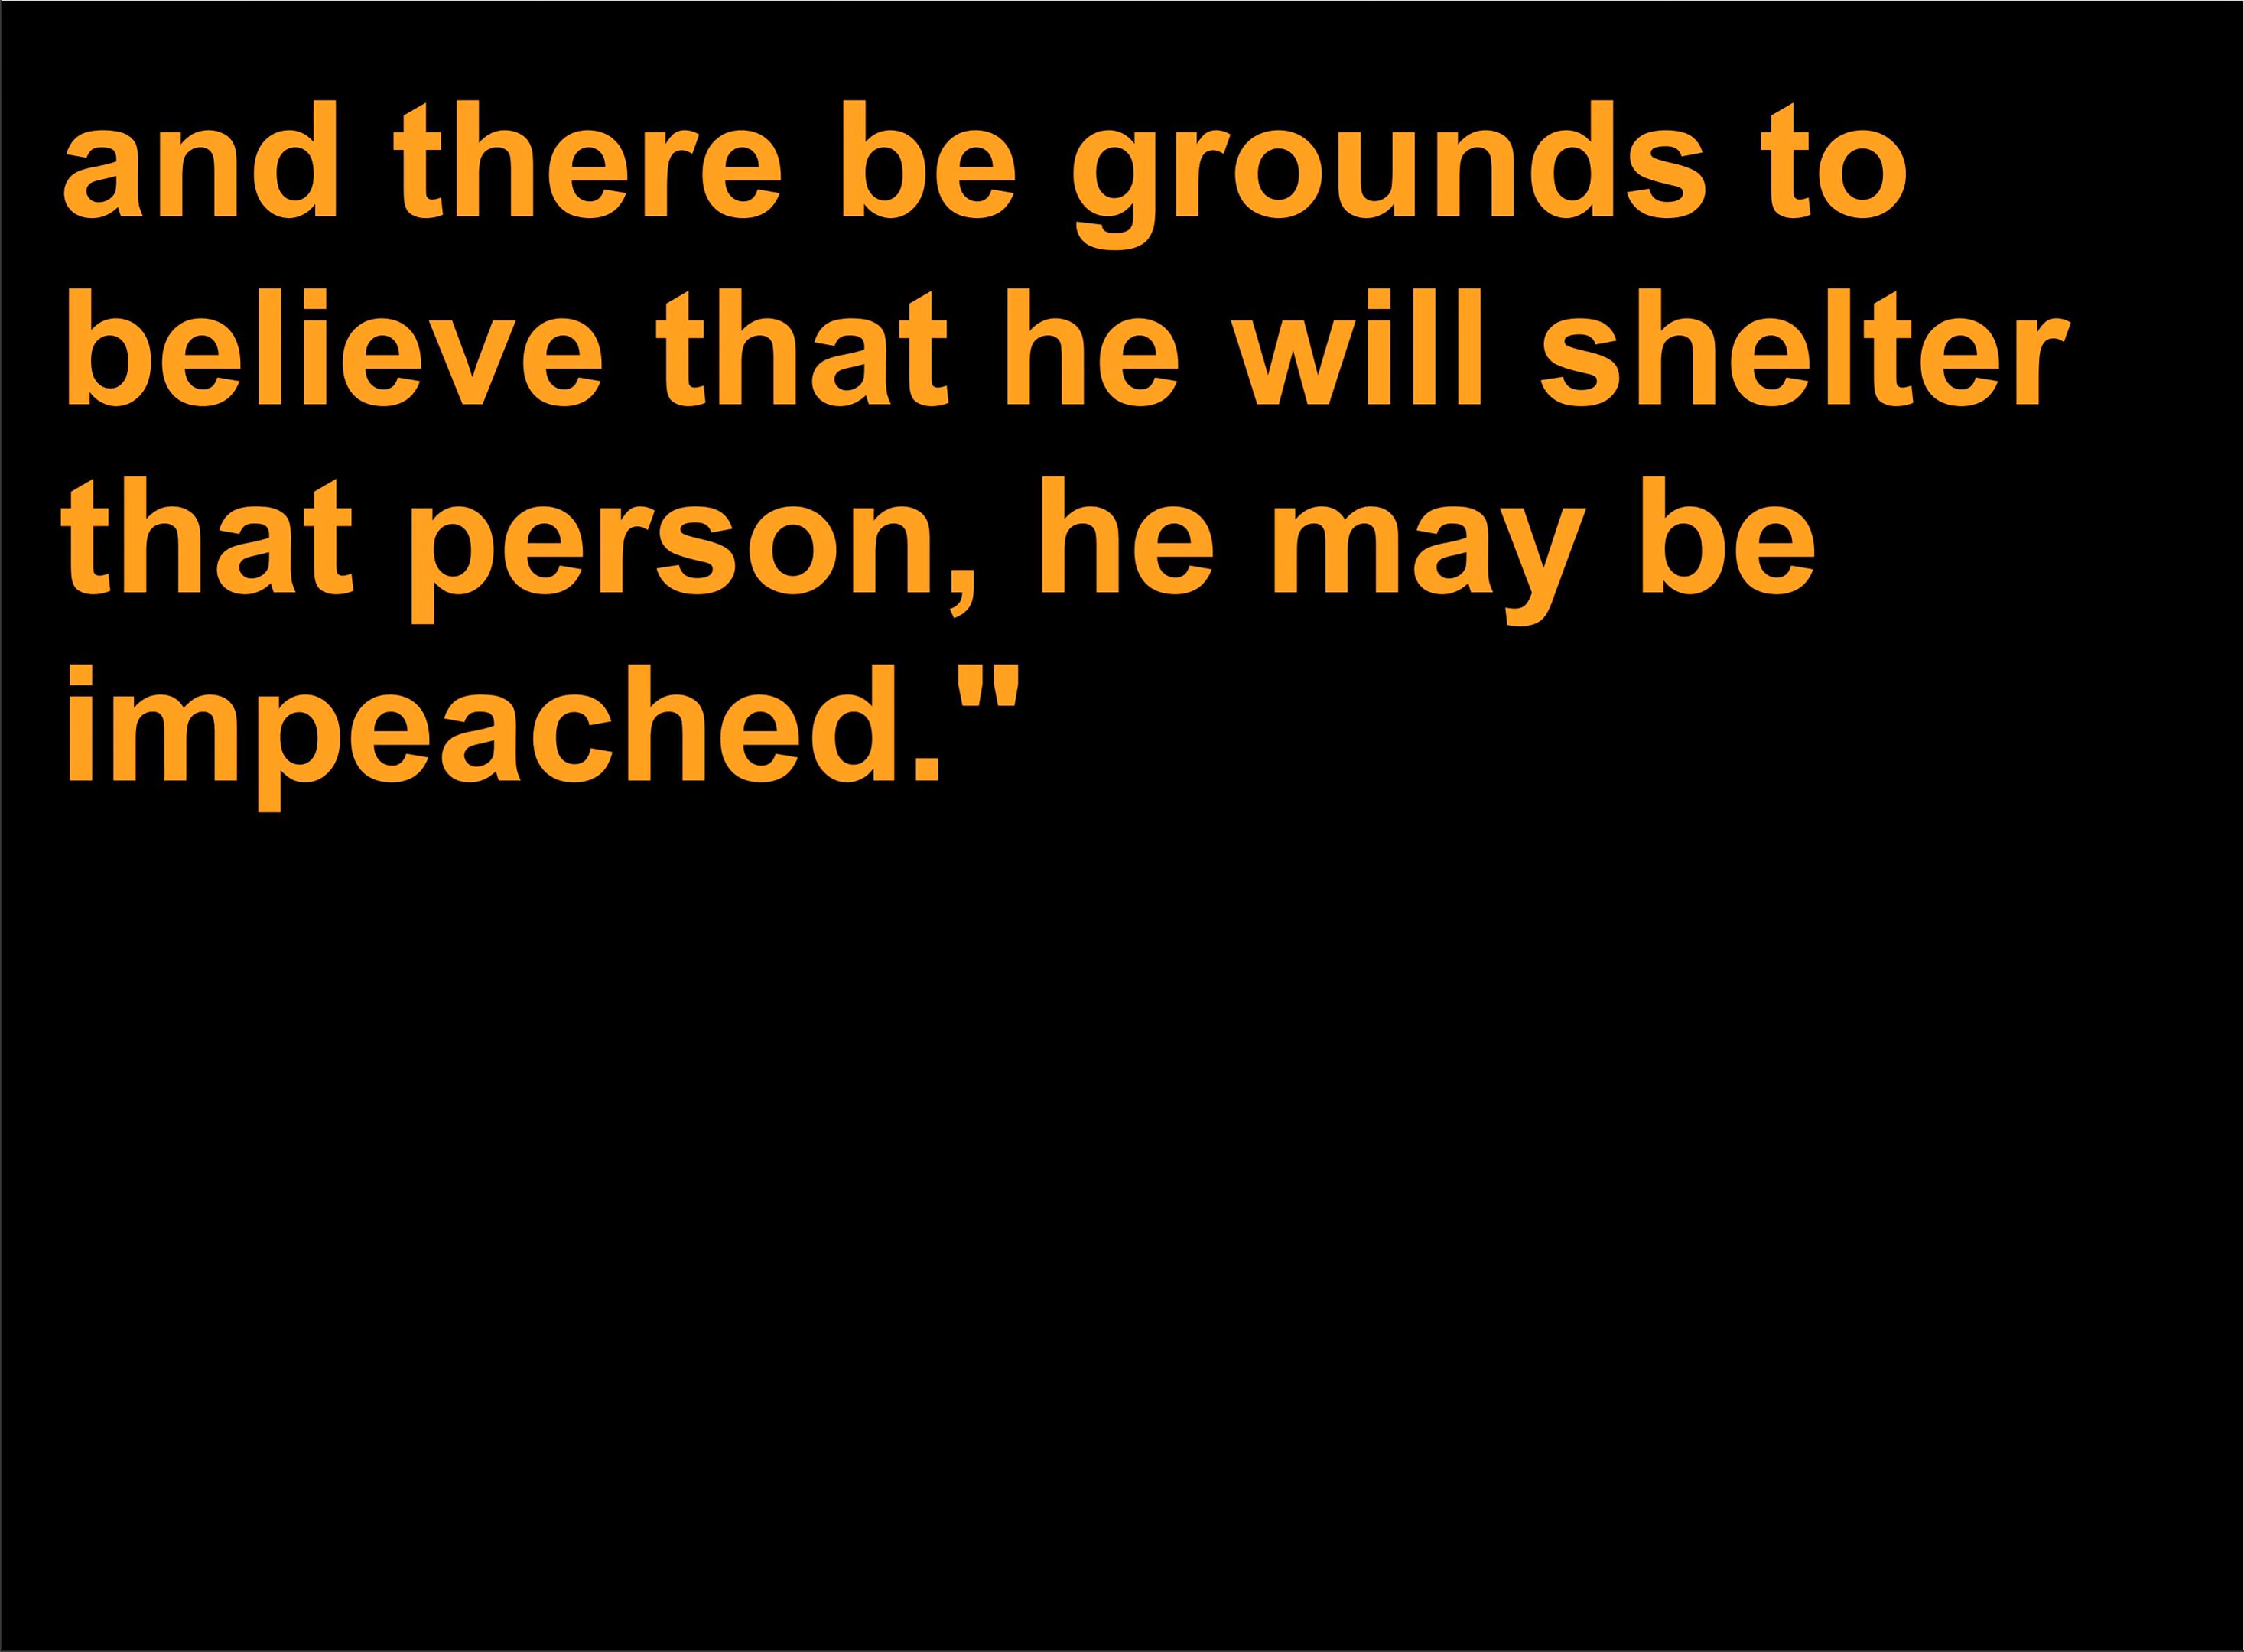 and there be grounds to
believe that he will shelter
that person, he may be
impeached."